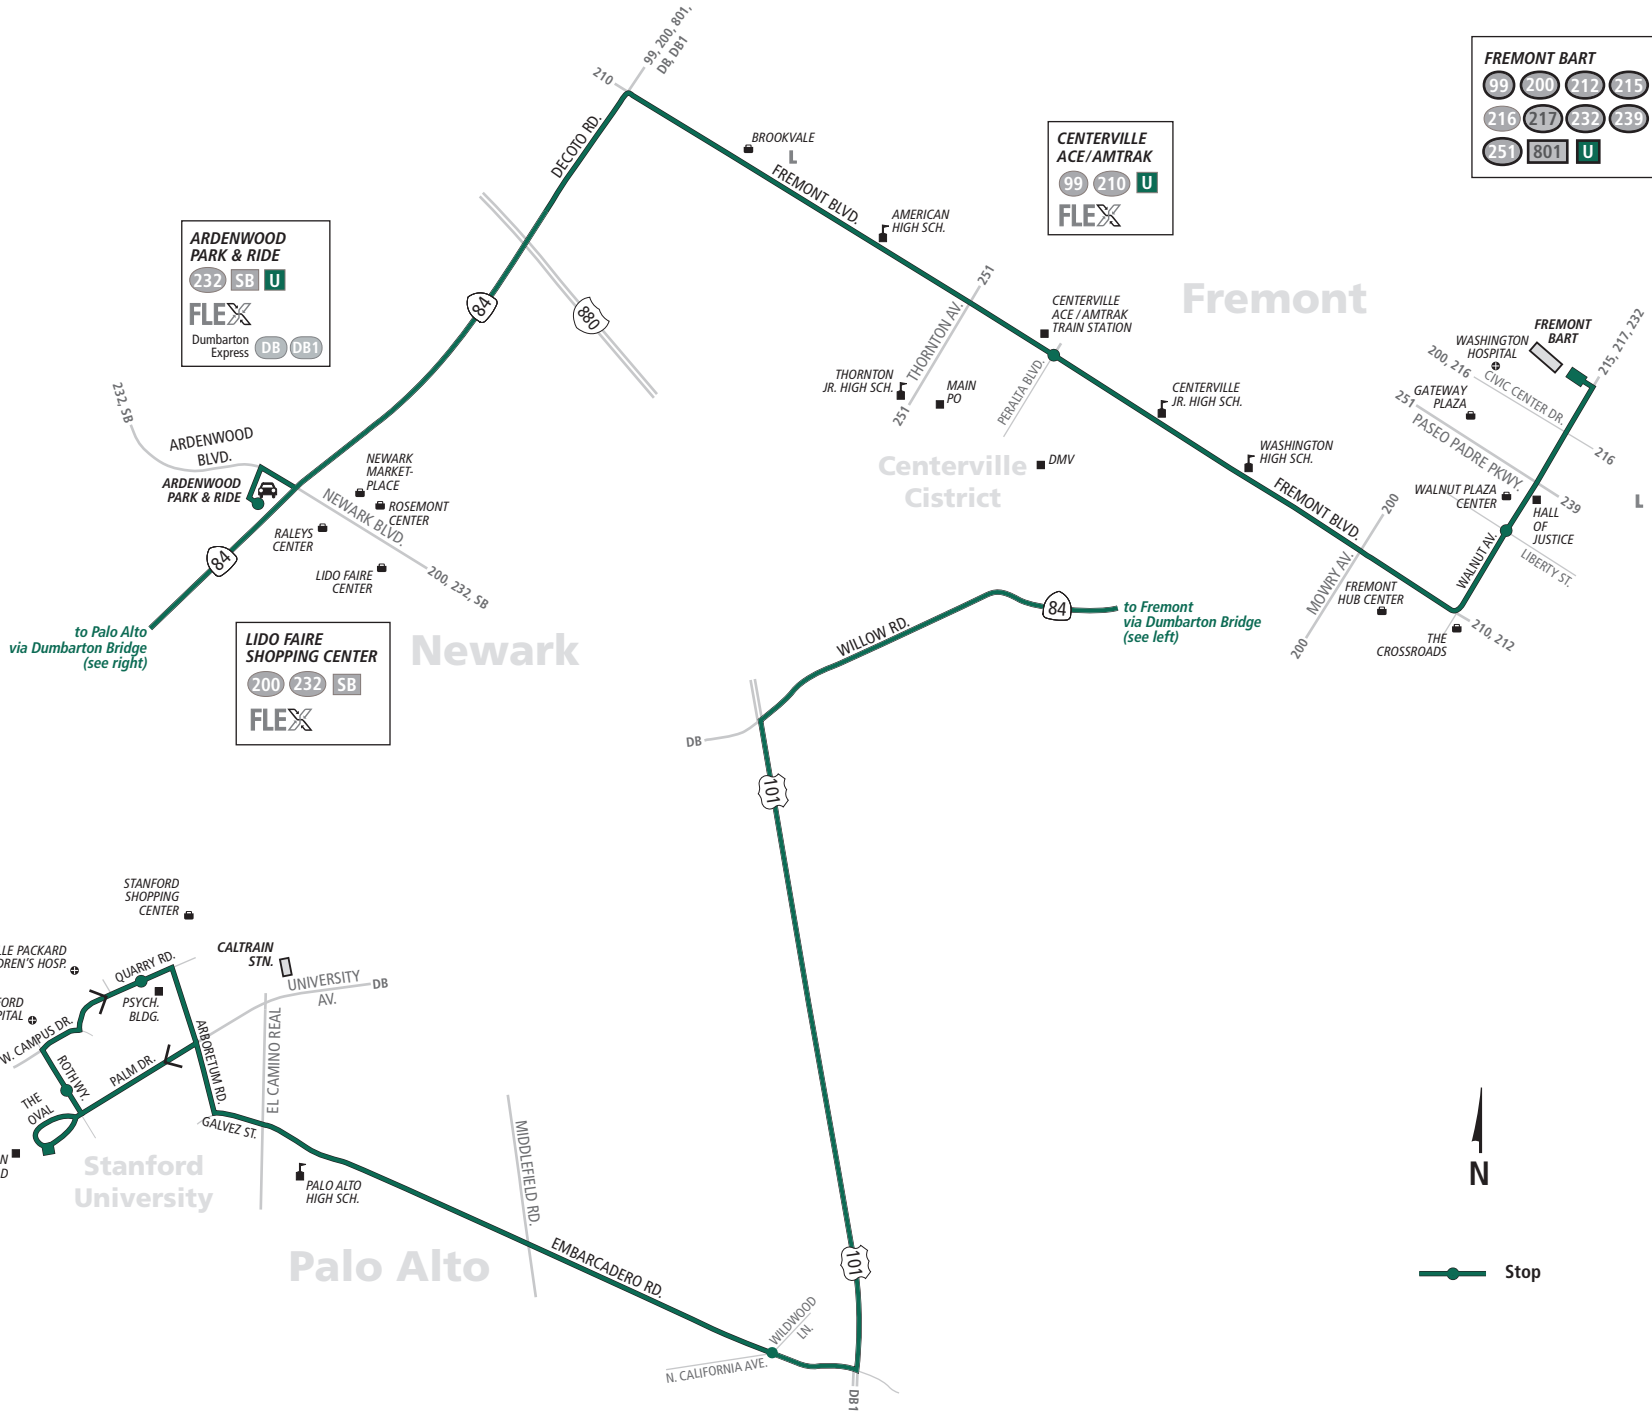 99, 200, 801,
DB, DB1
210
DECOTO RD.
BROOKVALE
L
FREMONT BLVD.
AMERICAN
HIGH SCH.
CENTERVILLE
ACE/AMTRAK
99 210 U
FLEX
FREMONT BART
99 200 212 215
216 217 232 239
251 801 U
ARDENWOOD
PARK & RIDE
232 SB U
FLEX
Dumbarton
Express DB DB1
84
880
251
THORNTON AV.
251
Fremont
CENTERVILLE
ACE / AMTRAK
TRAIN STATION
THORNTON
JR. HIGH SCH.
MAIN
PO
PERALTA BLVD.
CENTERVILLE
JR. HIGH SCH.
Centerville
Cistrict
DMV
WASHINGTON
HIGH SCH.
FREMONT BLVD.
FREMONT
BART
215, 217, 232
WASHINGTON
HOSPITAL
200, 216
CIVIC CENTER DR.
216
GATEWAY
PLAZA
251
PASEO PADRE PKWY.
239
WALNUT PLAZA
CENTER
HALL
OF
JUSTICE
L
WALNUT AV.
LIBERTY ST.
200
MOWRY AV.
200
FREMONT
HUB CENTER
THE
CROSSROADS
210, 212
232, SB
ARDENWOOD
BLVD.
ARDENWOOD
PARK & RIDE
NEWARK
MARKET-
PLACE
ROSEMONT
CENTER
NEWARK BLVD.
RALEYS
CENTER
LIDO FAIRE
CENTER
200, 232, SB
84
to Palo Alto
via Dumbarton Bridge
(see right)
LIDO FAIRE
SHOPPING CENTER
200 232 SB
FLEX
Newark
WILLOW RD.
84
to Fremont
via Dumbarton Bridge
(see left)
DB
101
STANFORD
SHOPPING
CENTER
LLE PACKARD
DREN'S HOSP.
QUARRY RD.
CALTRAIN
STN.
UNIVERSITY
AV.
DB
FORD
PITAL
PSYCH.
BLDG.
W. CAMPUS DR.
ROTH WY.
PALM DR.
ARBORETUM RD.
EL CAMINO REAL
THE
OVAL
GALVEZ ST.
N
D
Stanford
University
PALO ALTO
HIGH SCH.
MIDDLEFIELD RD.
Palo Alto
EMBARCADERO RD.
101
WILDWOOD
LN.
N. CALIFORNIA AVE.
DB1
N
Stop